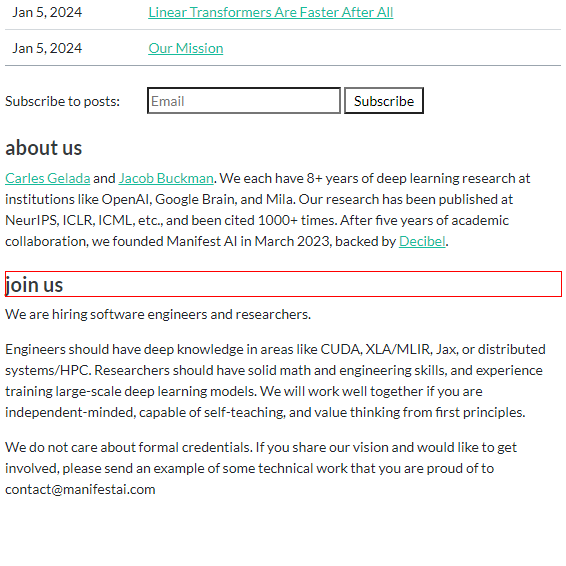 Jan 5, 2024 Linear Transformers Are Faster After All
Jan 5, 2024 Our Mission
Subscribe to posts: Email Subscribe
about us
Carles Gelada and Jacob Buckman. We each have 8+ years of deep learning research at
institutions like OpenAI, Google Brain, and Mila. Our research has been published at
NeurIPS, ICLR, ICML, etc., and been cited 1000+ times. After five years of academic
collaboration, we founded Manifest AI in March 2023, backed by Decibel.
join us
We are hiring software engineers and researchers.
Engineers should have deep knowledge in areas like CUDA, XLA/MLIR, Jax, or distributed
systems/HPC. Researchers should have solid math and engineering skills, and experience
training large-scale deep learning models. We will work well together if you are
independent-minded, capable of self-teaching, and value thinking from first principles.
We do not care about formal credentials. If you share our vision and would like to get
involved, please send an example of some technical work that you are proud of to
contact@manifestai.com